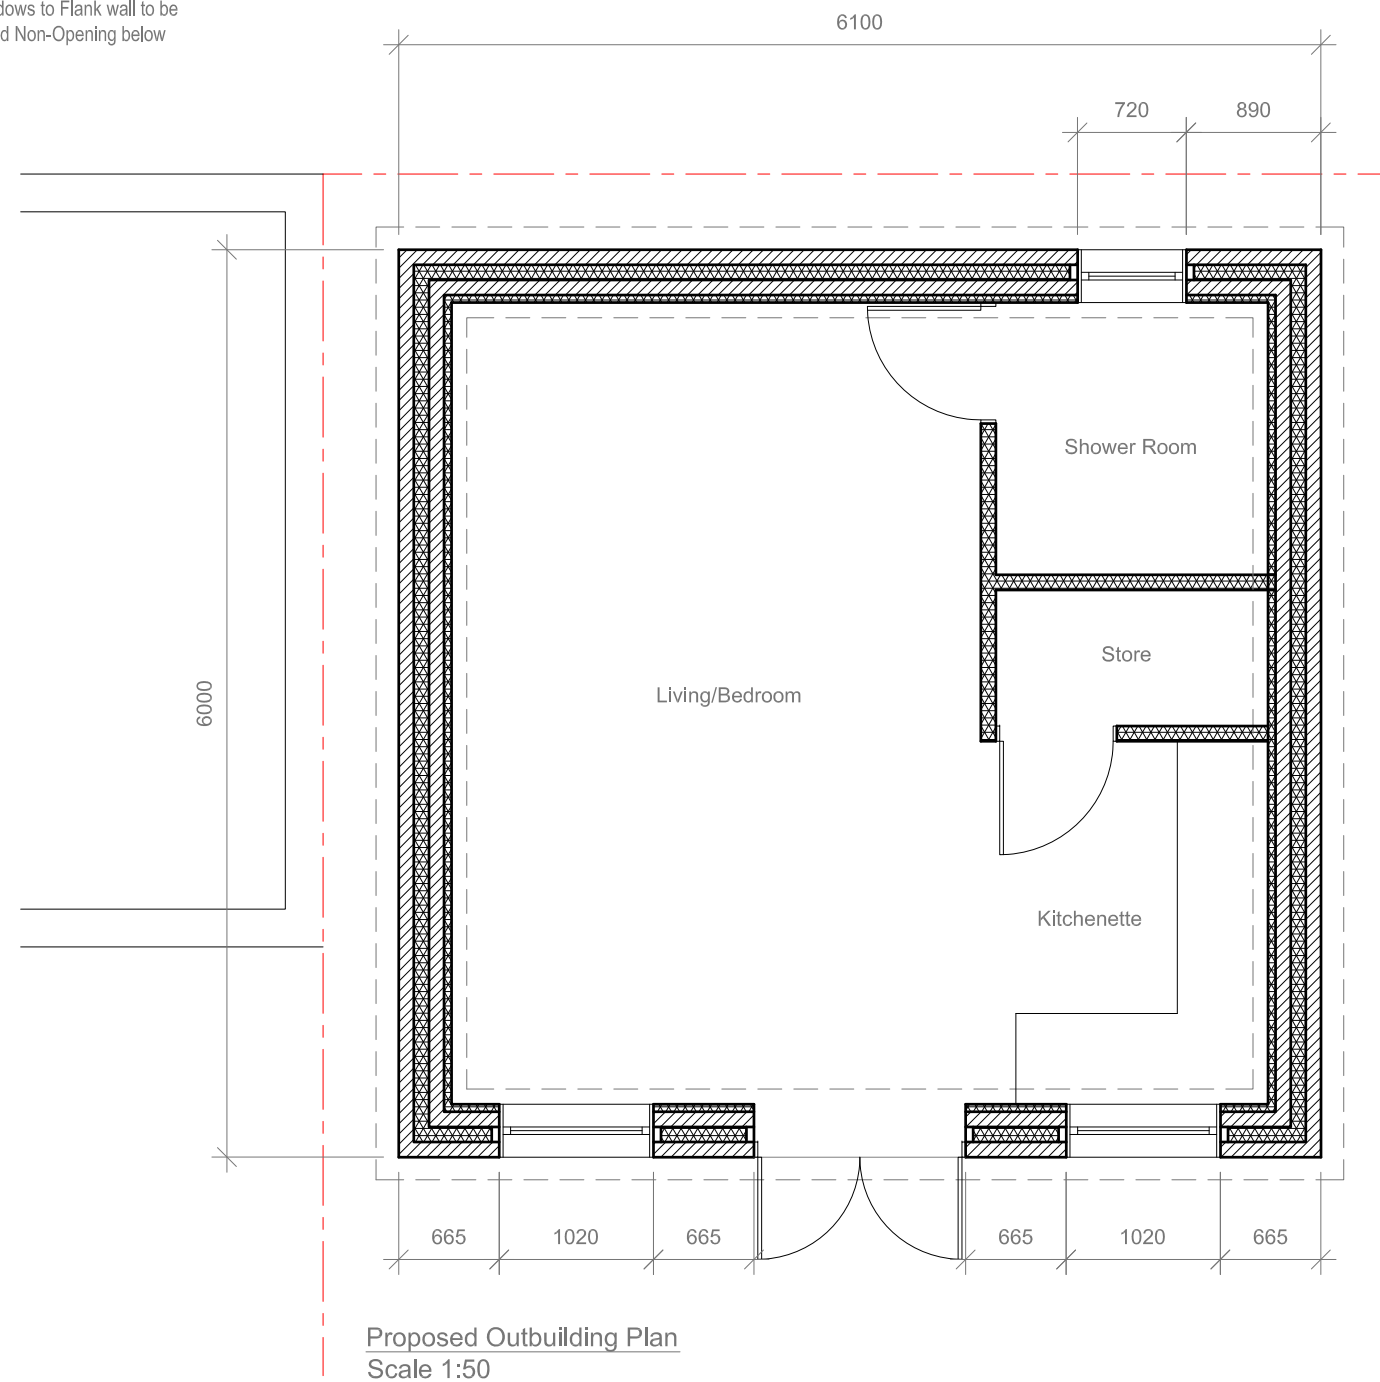 to Flank wall to be
Non-Opening below
6100
720 890
Shower Room
Store
6000
Living/Bedroom
Kitchenette
665 1020 665 665 1020 665
Proposed Outbuilding Plan
Scale 1:50